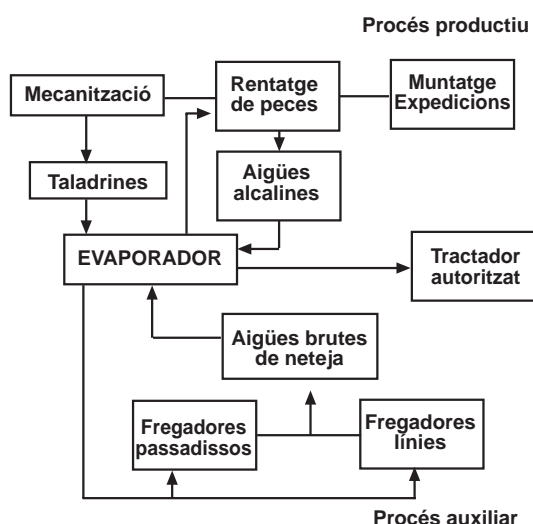 Procés productiu
Mecanització
Rentatge
de peces
Muntatge
Expedicions
Taladrines
Aigües
alcalines
EVAPORADOR
Tractador
autoritzat
Aigües brutes
de neteja
Fregadores
passadissos
Fregadores
línies
Procés auxiliar